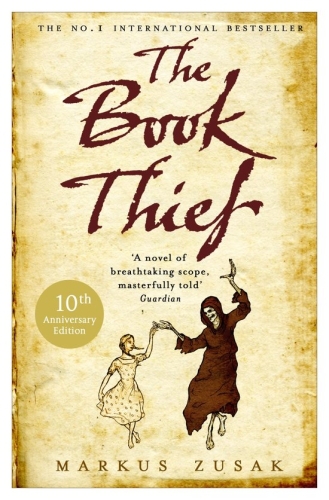 THE NO.1 INTERNATIONAL BESTSELLER
The
Book
Thief
'A novel of
breathtaking scope,
masterfully told'
Guardian
10th
Anniversary
Edition
MARKUS ZUSAK